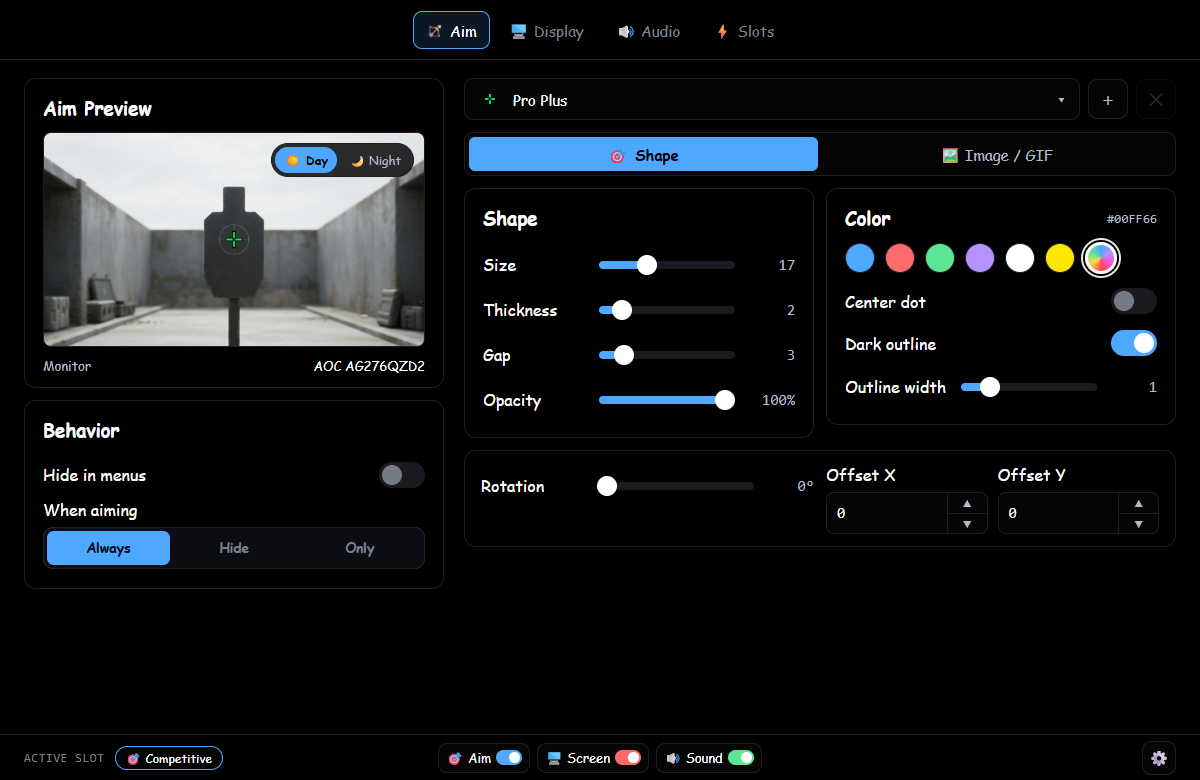 Aim
Display
Audio
Slots
Aim Preview
Day
Night
Monitor
AOC AG276QZD2
Behavior
Hide in menus
When aiming
Always
Hide
Only
Pro Plus
+
Shape
Image / GIF
Shape
Size 17
Thickness 2
Gap 3
Opacity 100%
Color #00FF66
Center dot
Dark outline
Outline width 1
Rotation 0°
Offset X
0
Offset Y
0
ACTIVE SLOT
Competitive
Aim
Screen
Sound